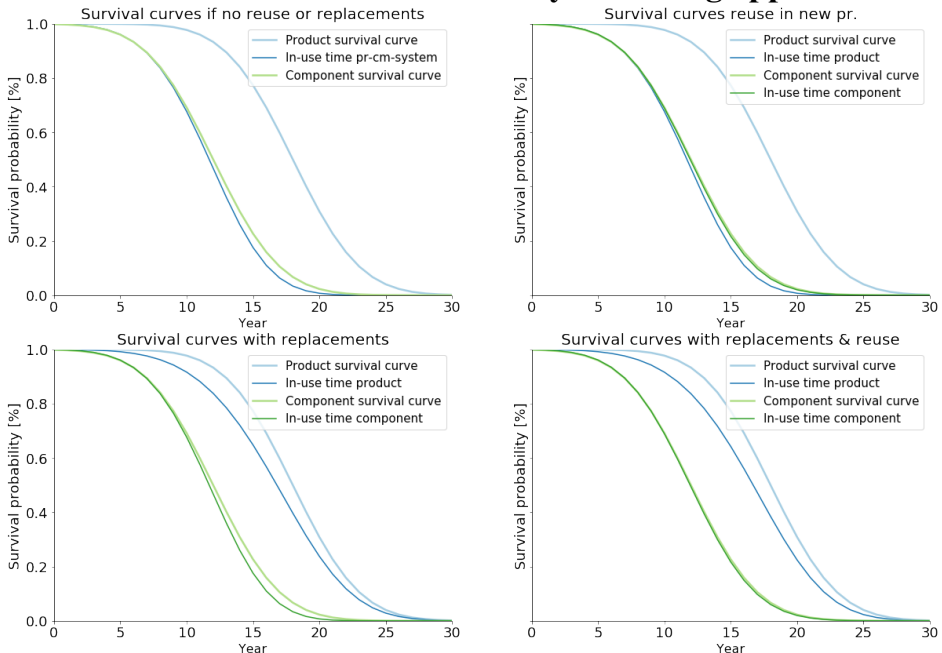 Survival curves if no reuse or replacements
1.0
0.8
0.6
0.4
0.2
0.0
Survival probability [%]
Product survival curve
In-use time pr-cm-system
Component survival curve
0 5 10 15 20 25 30
Year
Survival curves reuse in new pr.
Survival probability [%]
Product survival curve
In-use time product
Component survival curve
In-use time component
0 5 10 15 20 25 30
Year
Survival curves with replacements
1.0
0.8
0.6
0.4
0.2
0.0
Survival probability [%]
Product survival curve
In-use time product
Component survival curve
In-use time component
0 5 10 15 20 25 30
Year
Survival curves with replacements & reuse
Survival probability [%]
Product survival curve
In-use time product
Component survival curve
In-use time component
0 5 10 15 20 25 30
Year